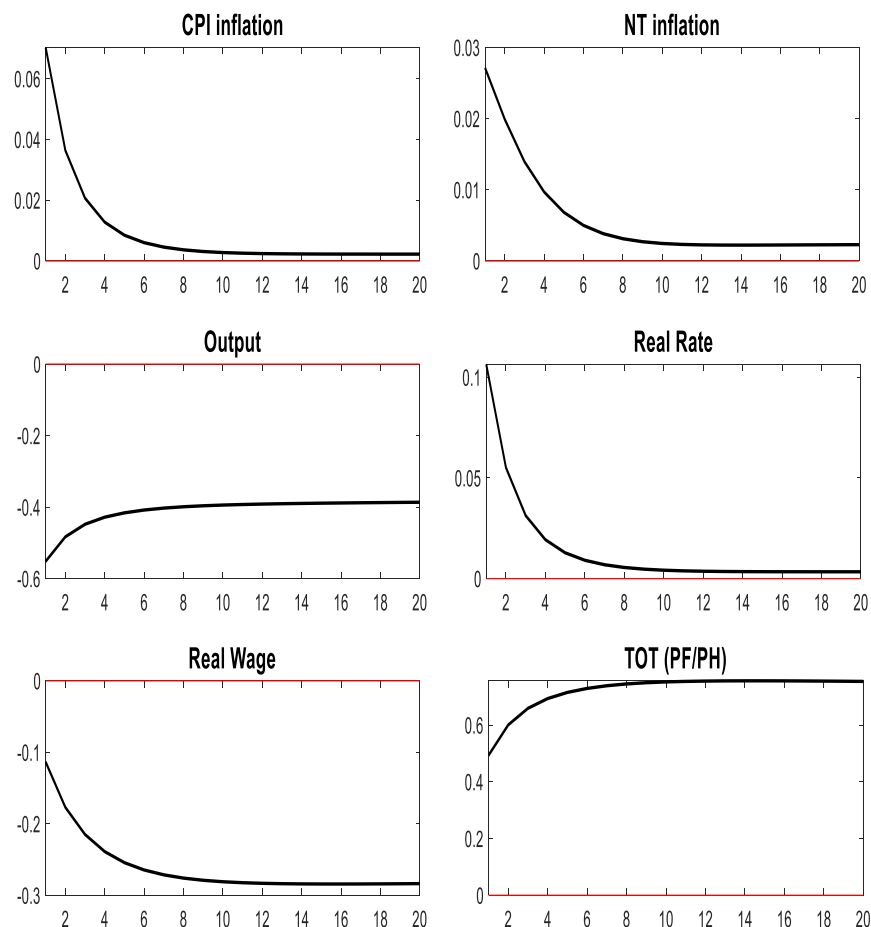 CPI inflation
0.06
0.04
0.02
0
2 4 6 8 10 12 14 16 18 20
NT inflation
0.03
0.02
0.01
0
2 4 6 8 10 12 14 16 18 20
Output
0
-0.2
-0.4
-0.6
2 4 6 8 10 12 14 16 18 20
Real Rate
0.1
0.05
0
2 4 6 8 10 12 14 16 18 20
Real Wage
0
-0.1
-0.2
-0.3
2 4 6 8 10 12 14 16 18 20
TOT (PF/PH)
0.6
0.4
0.2
0
2 4 6 8 10 12 14 16 18 20